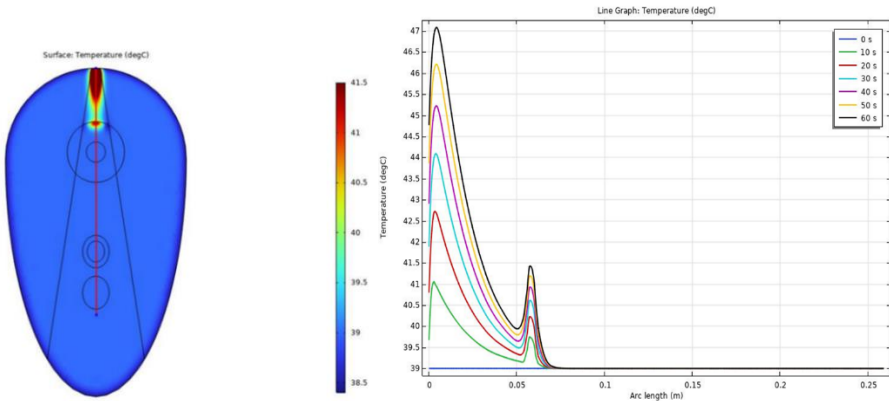 Surface: Temperature (degC)
41.5
41
40.5
40
39.5
39
38.5
Line Graph: Temperature (degC)
Temperature (degC)
47
46.5
46
45.5
45
44.5
44
43.5
43
42.5
42
41.5
41
40.5
40
39.5
39
0 s
10 s
20 s
30 s
40 s
50 s
60 s
0
0.05
0.1
0.15
0.2
0.25
Arc length (m)